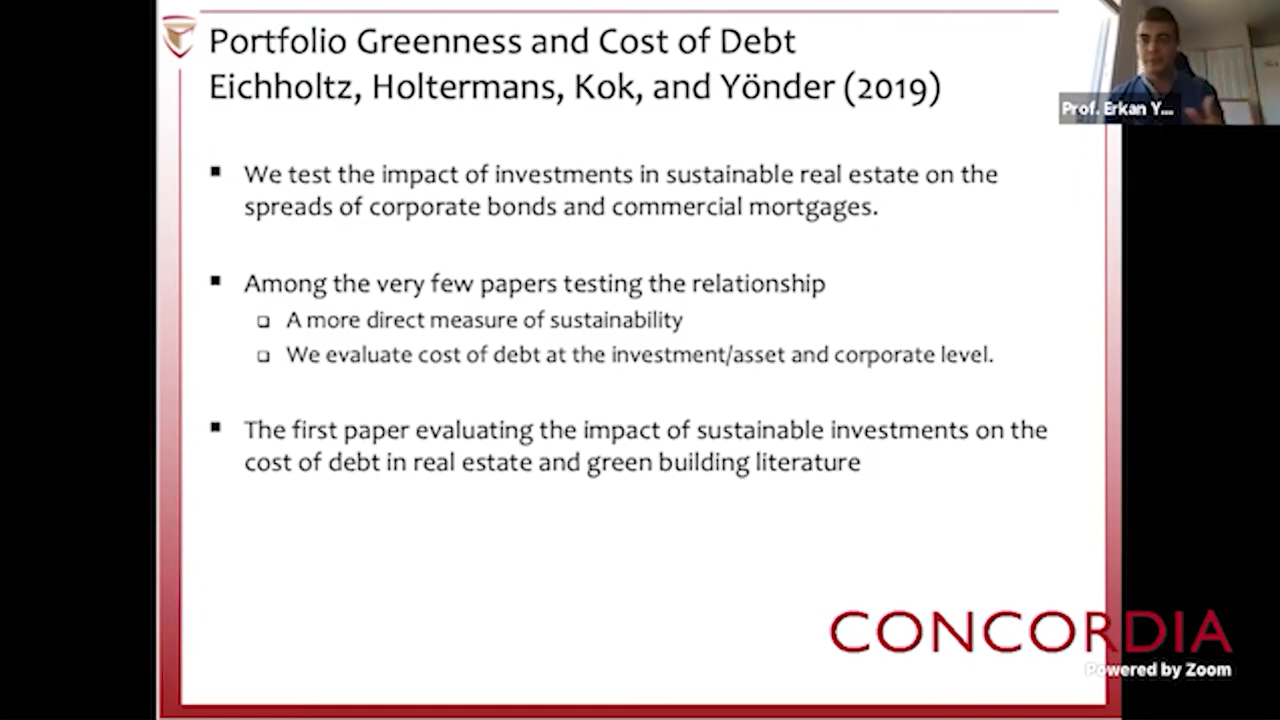 Portfolio Greenness and Cost of Debt
Eichholtz, Holtermans, Kok, and Yönder (2019)
Prof. Erkan Y...
We test the impact of investments in sustainable real estate on the
spreads of corporate bonds and commercial mortgages.
Among the very few papers testing the relationship
A more direct measure of sustainability
We evaluate cost of debt at the investment/asset and corporate level.
The first paper evaluating the impact of sustainable investments on the
cost of debt in real estate and green building literature
CONCORDIA
Powered by Zoom